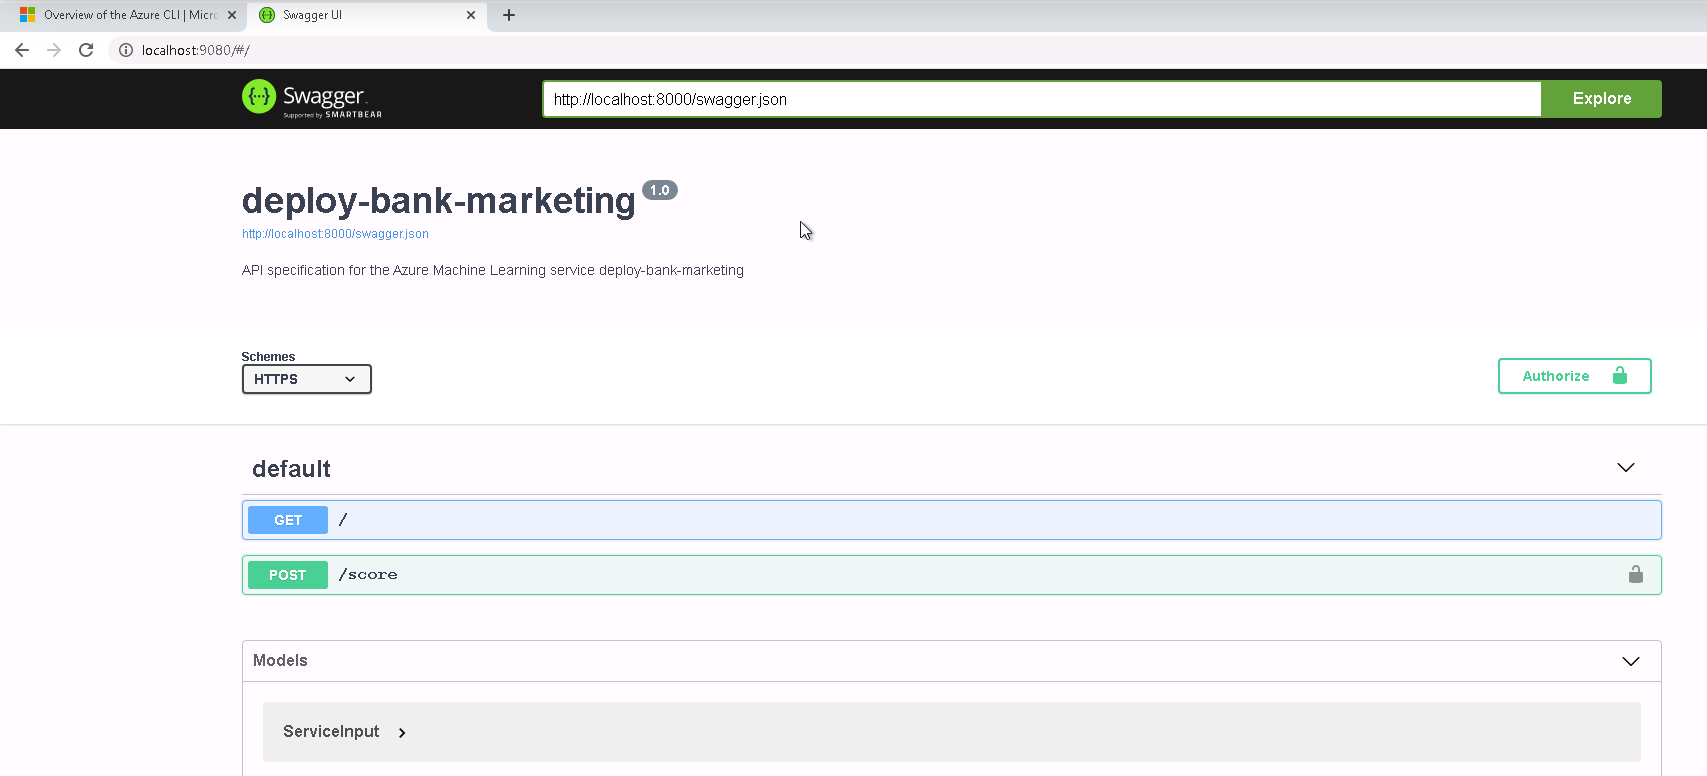 Overview of the Azure CLI | Micro
Swagger UI
localhost:9080/#/
Swagger
Supported by SMARTBEAR
http://localhost:8000/swagger.json
Explore
deploy-bank-marketing 1.0
http://localhost:8000/swagger.json
API specification for the Azure Machine Learning service deploy-bank-marketing
Schemes
HTTPS
Authorize
default
GET /
POST /score
Models
ServiceInput